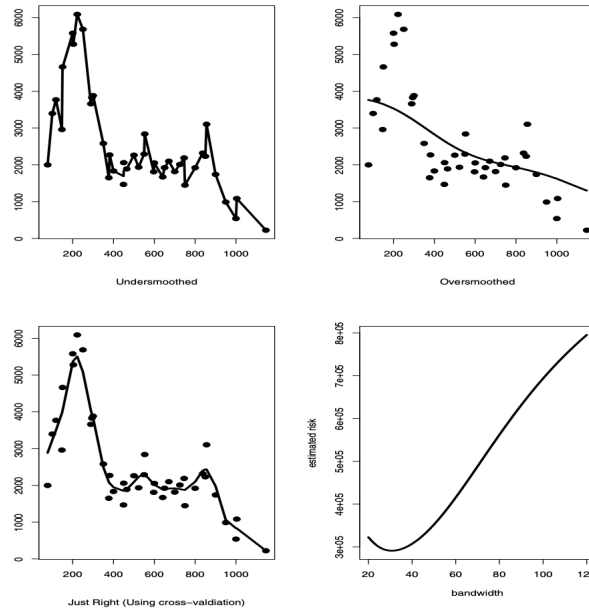 6000
5000
4000
3000
2000
1000
0
200 400 600 800 1000
Undersmoothed
6000
5000
4000
3000
2000
1000
0
200 400 600 800 1000
Oversmoothed
6000
5000
4000
3000
2000
1000
0
200 400 600 800 1000
Just Right (Using cross−valdiation)
estimated risk
8e+05
7e+05
6e+05
5e+05
4e+05
3e+05
20 40 60 80 100 120
bandwidth